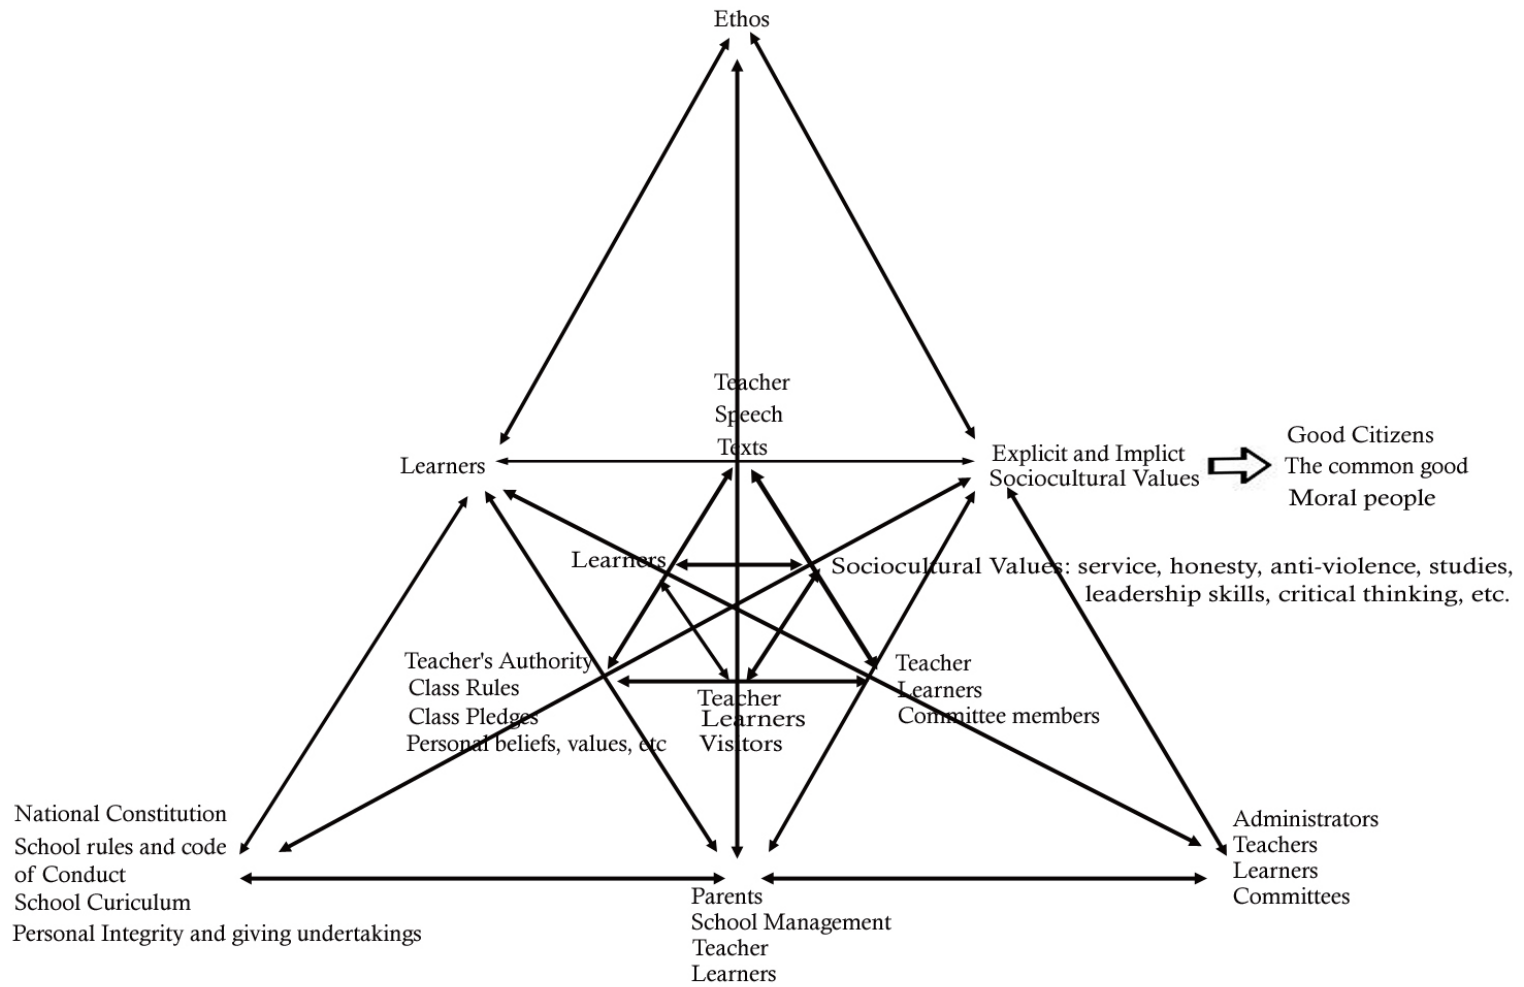 Ethos
Teacher
Speech
Texts
Learners
Explicit and Implict
Sociocultural Values
Good Citizens
The common good
Moral people
Learners
Sociocultural Values: service, honesty, anti-violence, studies,
leadership skills, critical thinking, etc.
Teacher's Authority
Class Rules
Class Pledges
Personal beliefs, values, etc
Teacher
Learners
Visitors
Teacher
Learners
Committee members
National Constitution
School rules and code
of Conduct
School Curiculum
Personal Integrity and giving undertakings
Parents
School Management
Teacher
Learners
Administrators
Teachers
Learners
Committees